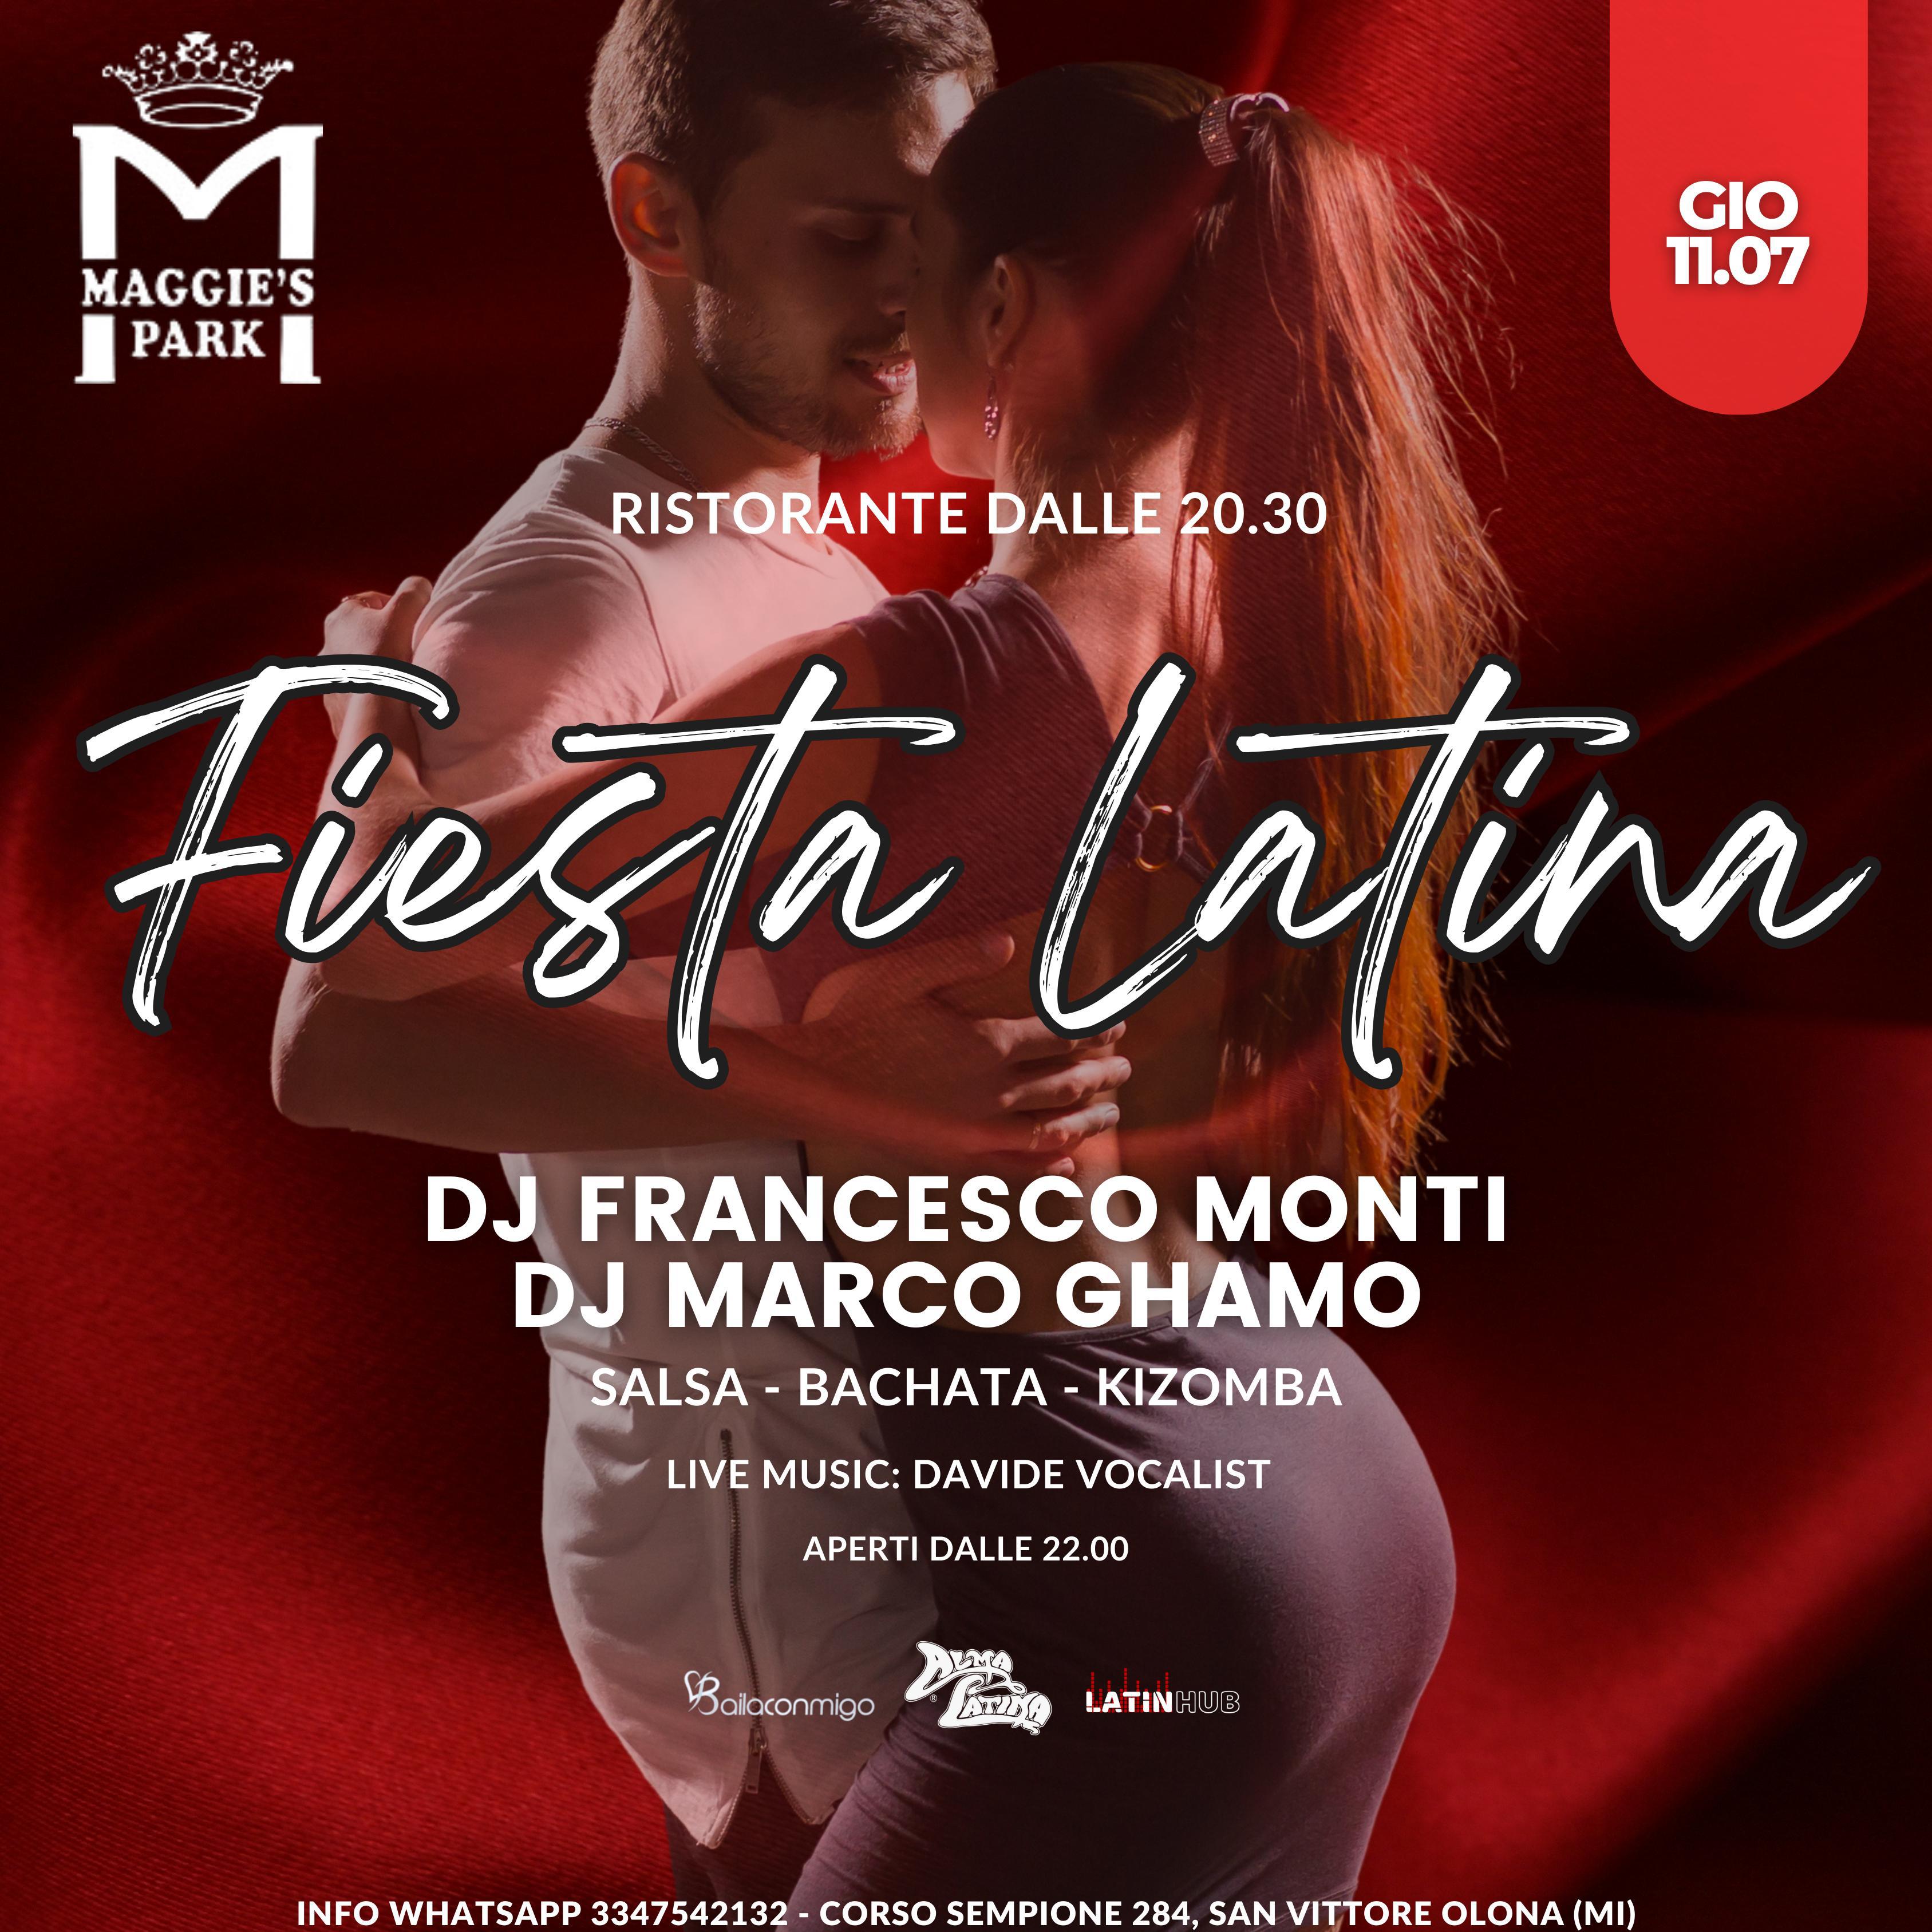 MAGGIE'S
PARK
GIO
11.07
RISTORANTE DALLE 20.30
Fiesta Latina
DJ FRANCESCO MONTI
DJ MARCO GHAMO
SALSA - BACHATA - KIZOMBA
LIVE MUSIC: DAVIDE VOCALIST
APERTI DALLE 22.00
Bailaconmigo
ALMA
LATINA
®
LATINHUB
INFO WHATSAPP 3347542132 - CORSO SEMPIONE 284, SAN VITTORE OLONA (MI)